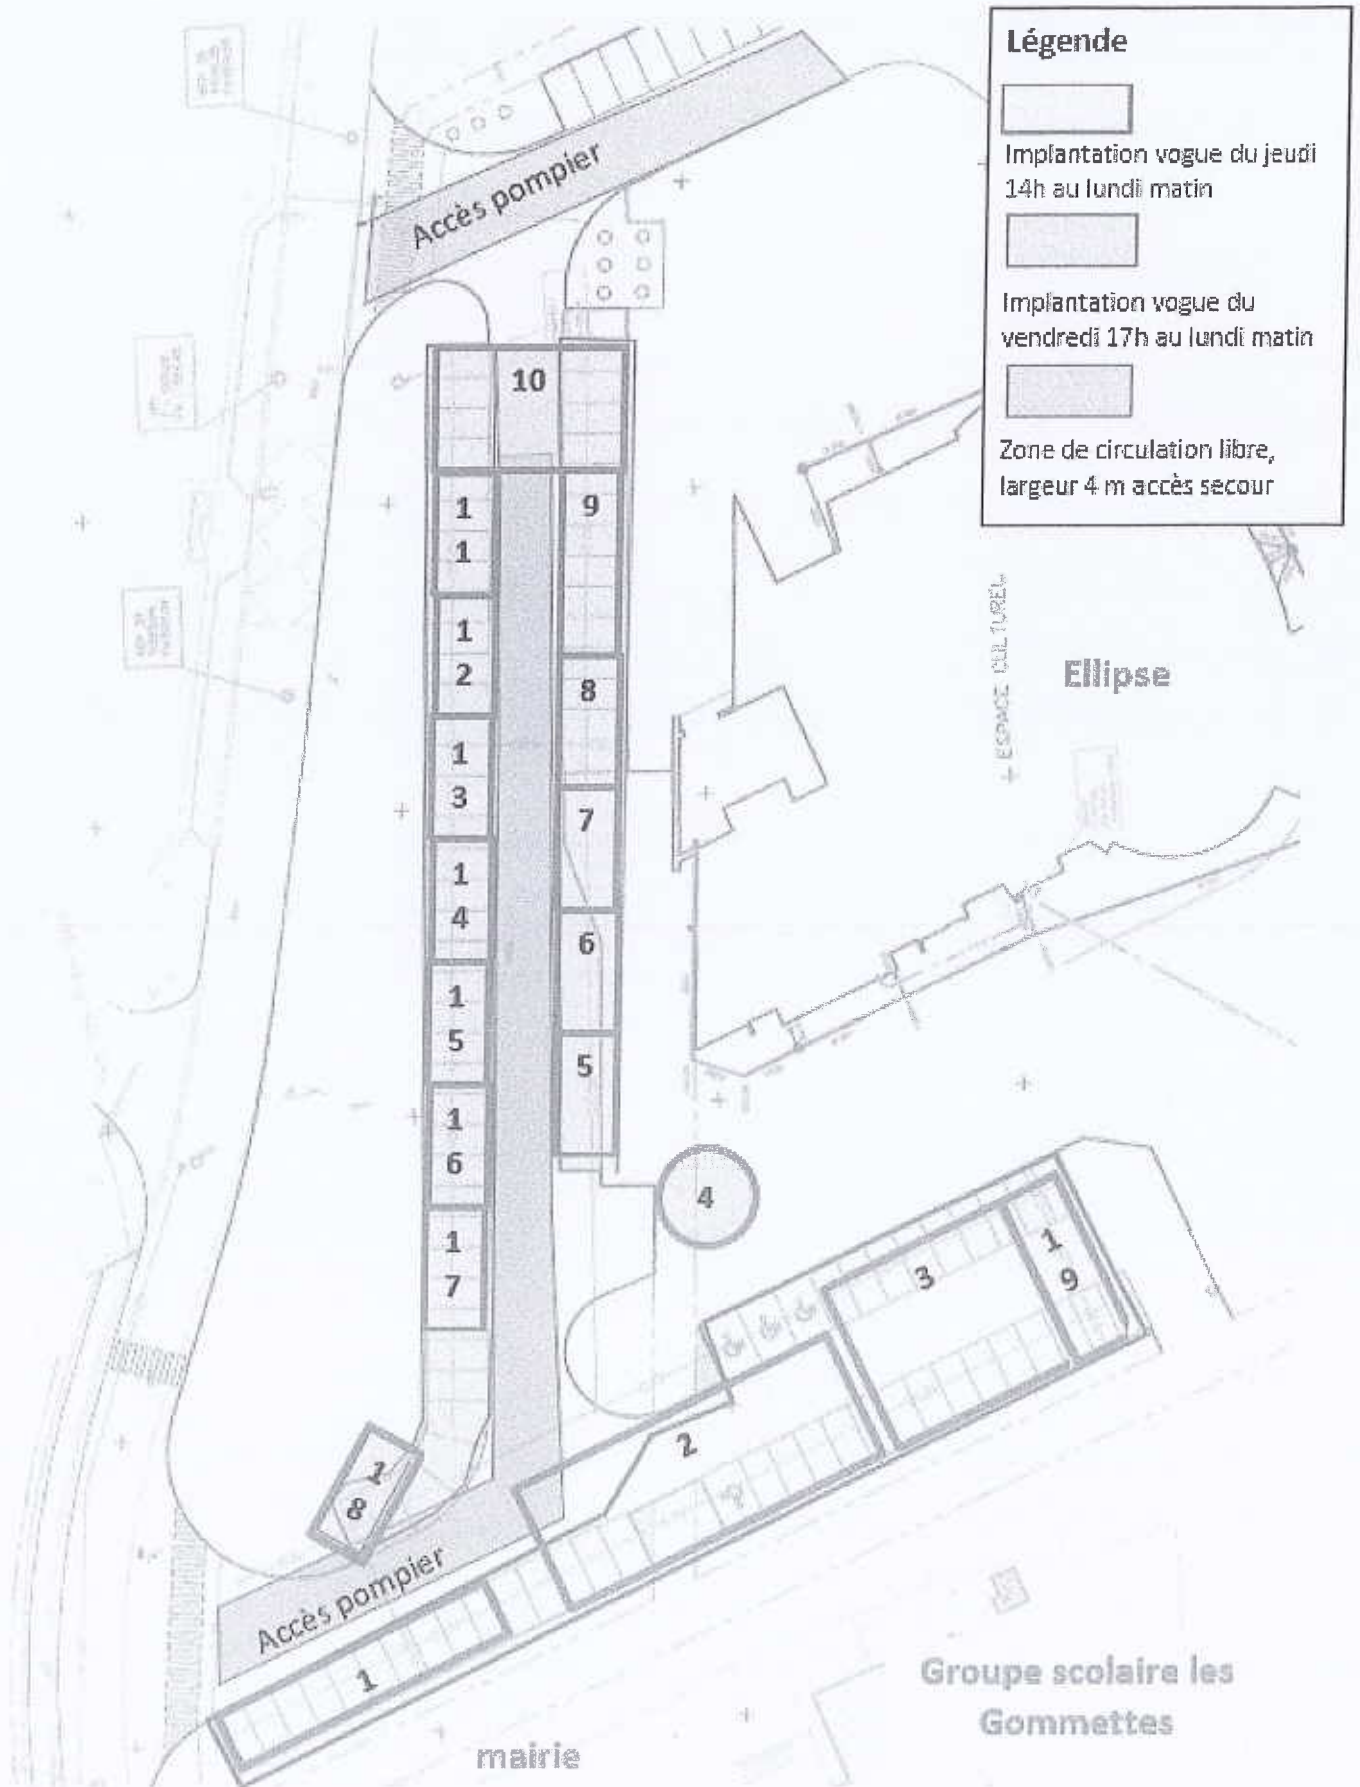 Légende
Implantation vogue du jeudi
14h au lundi matin
Implantation vogue du
vendredi 17h au lundi matin
Zone de circulation libre,
largeur 4 m accès secour
Accès pompier
10
1
1
9
1
2
8
1
3
7
1
4
6
1
5
5
1
6
4
1
7
3
1
9
2
1
8
Accès pompier
1
ESPACE CULTUREL
Ellipse
Groupe scolaire les
Gommettes
mairie